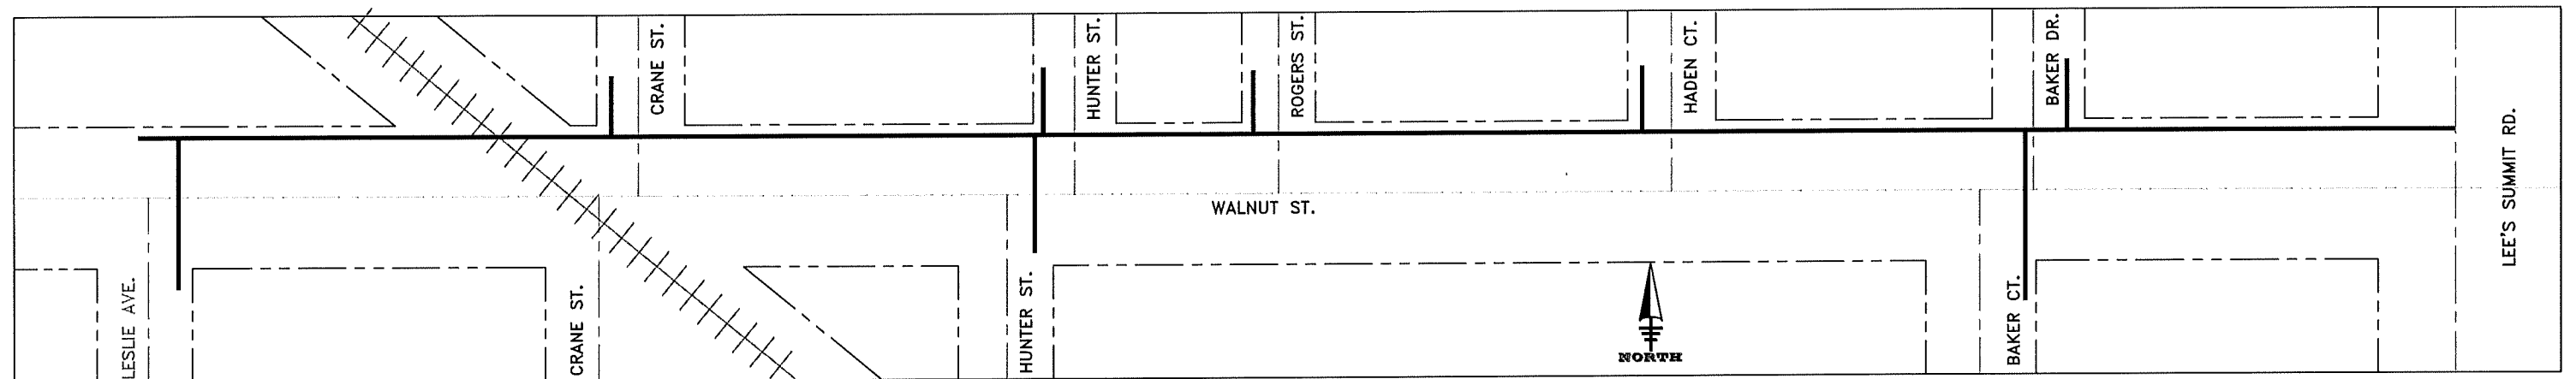 CRANE ST.
HUNTER ST.
ROGERS ST.
HADEN CT.
BAKER DR.
LEE'S SUMMIT RD.
WALNUT ST.
LESLIE AVE.
CRANE ST.
HUNTER ST.
NORTH
BAKER CT.